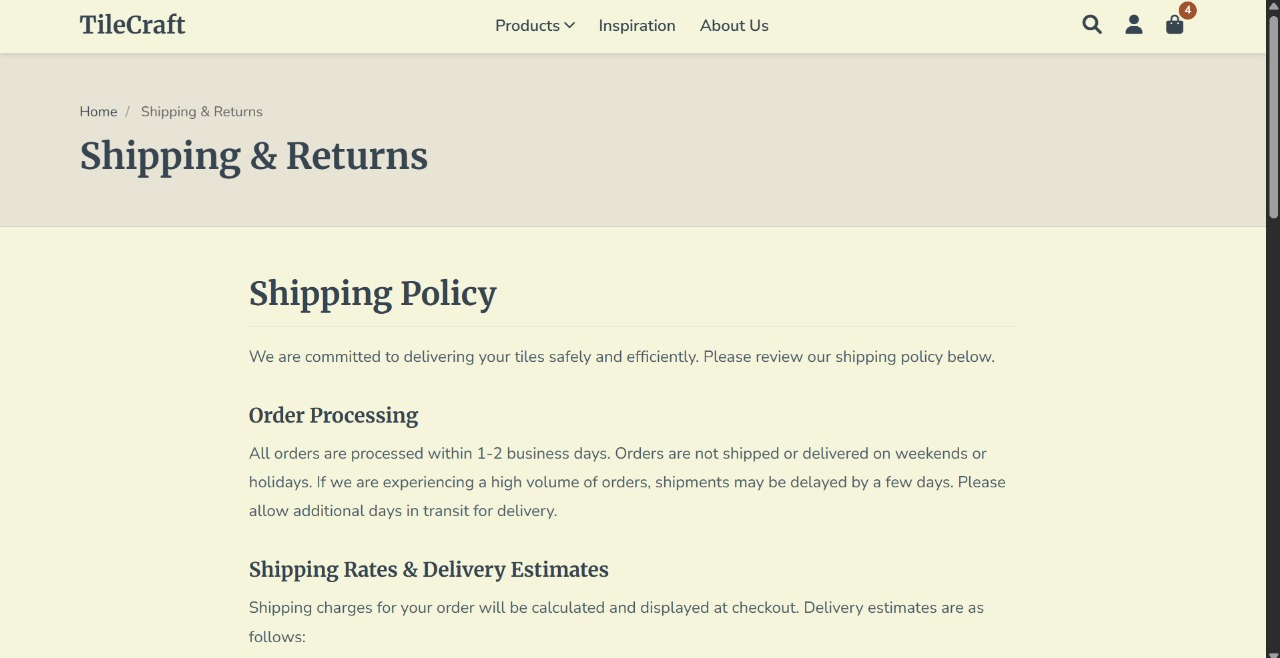 TileCraft
Products
Inspiration
About Us
4
Home / Shipping & Returns
Shipping & Returns
Shipping Policy
We are committed to delivering your tiles safely and efficiently. Please review our shipping policy below.
Order Processing
All orders are processed within 1-2 business days. Orders are not shipped or delivered on weekends or
holidays. If we are experiencing a high volume of orders, shipments may be delayed by a few days. Please
allow additional days in transit for delivery.
Shipping Rates & Delivery Estimates
Shipping charges for your order will be calculated and displayed at checkout. Delivery estimates are as
follows: